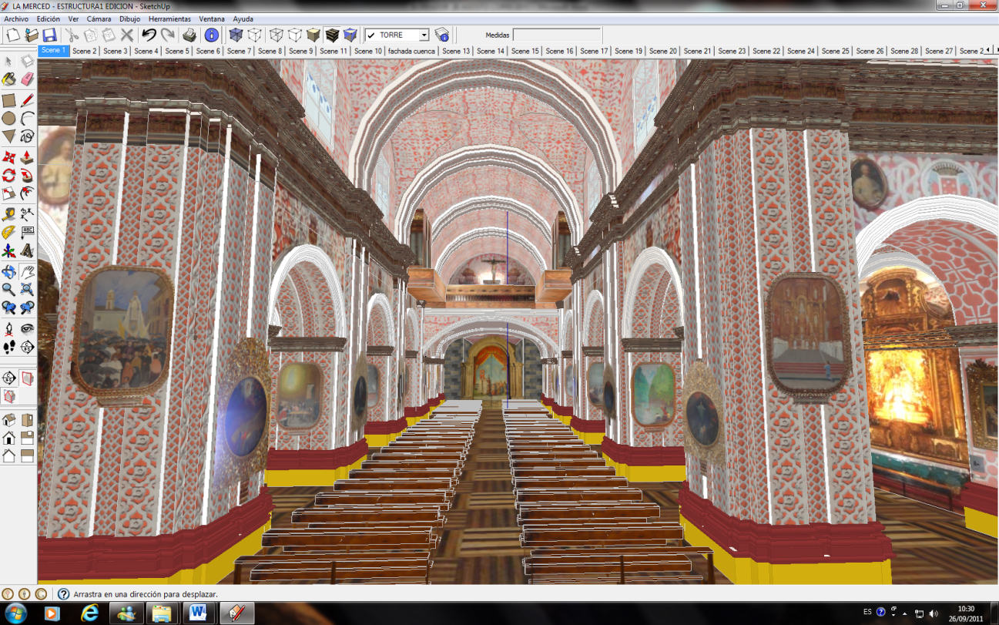 LA MERCED - ESTRUCTURA1 EDICION - SketchUp
Archivo Edición Ver Cámara Dibujo Herramientas Ventana Ayuda
TORRE Medidas
Scene 1 Scene 2 Scene 3 Scene 4 Scene 5 Scene 6 Scene 7 Scene 8 Scene 9 Scene 11 Scene 10 fachada cuenca Scene 13 Scene 14 Scene 15 Scene 16 Scene 17 Scene 19 Scene 20 Scene 21 Scene 23 Scene 22 Scene 24 Scene 25 Scene 26 Scene 28 Scene 27 Scene 2
ABC
Arrastra en una dirección para desplazar.
ES 10:30
26/09/2011